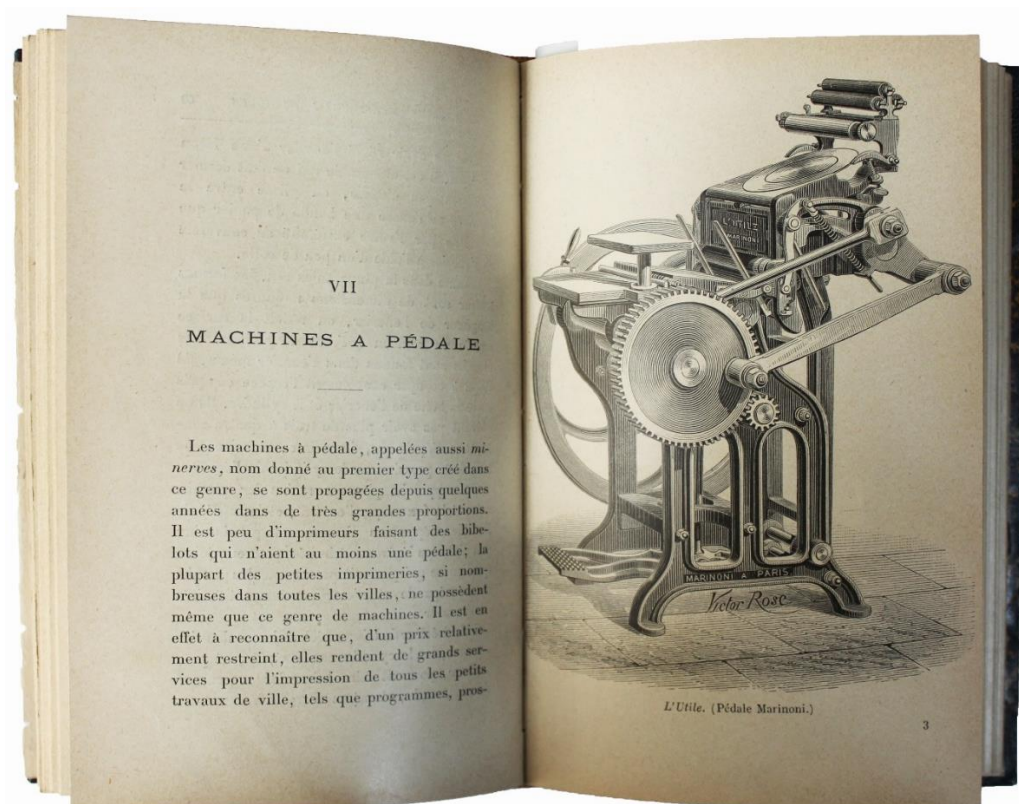 VII
MACHINES A PÉDALE
Les machines à pédale, appelées aussi mi-
nerves, nom donné au premier type créé dans
ce genre, se sont propagées depuis quelques
années dans de très grandes proportions.
Il est peu d'imprimeurs faisant des bibe-
lots qui n'aient au moins une pédale; la
plupart des petites imprimeries, si nom-
breuses dans toutes les villes, ne possèdent
même que ce genre de machines. Il est en
effet à reconnaître que, d'un prix relative-
ment restreint, elles rendent de grands ser-
vices pour l'impression de tous les petits
travaux de ville, tels que programmes, pros-
L'UTILE
MARINONI
MARINONI A PARIS
Victor Rose
L'Utile. (Pédale Marinoni.)
3